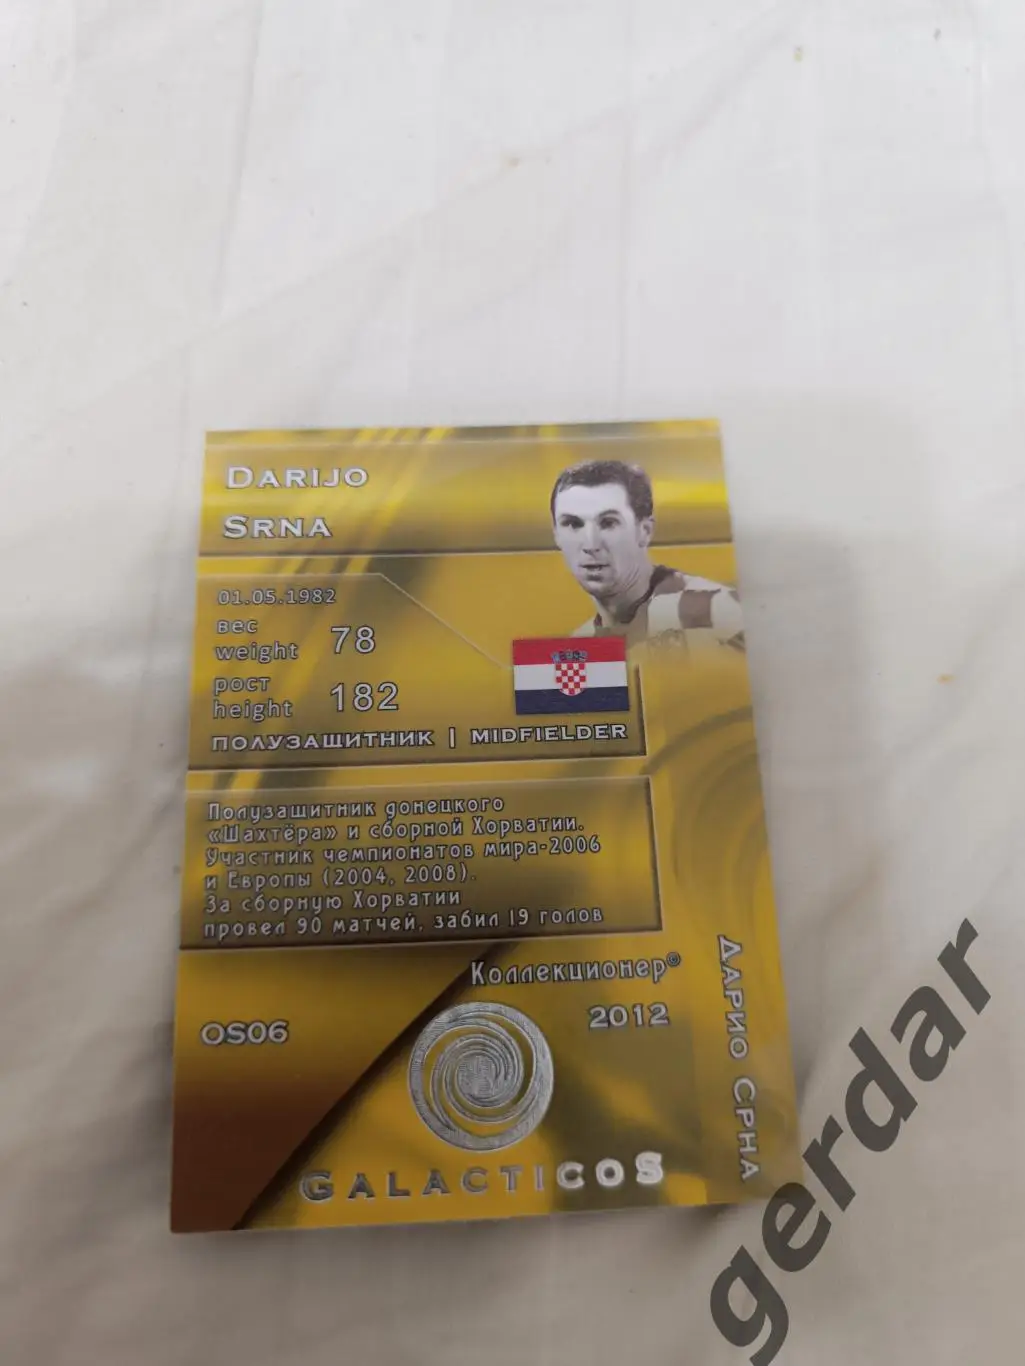 DARIJO
SRNA
01.05.1982
вес
weight 78
рост
height 182
ПОЛУЗАЩИТНИК | MIDFIELDER
Полузащитник донецкого
«Шахтёра» и сборной Хорватии.
Участник чемпионатов мира-2006
и Европы (2004, 2008).
За сборную Хорватии
провел 90 матчей, забил 19 голов
Коллекционер©
2012
OS06
GALACTICOS
ДАРИО СРНА
gerdar